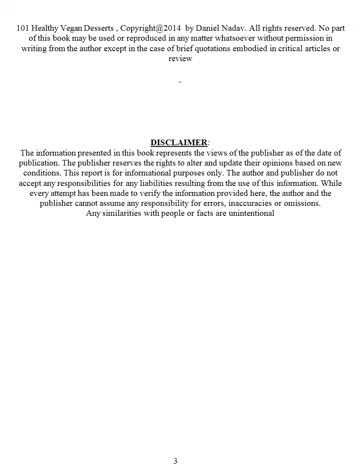 101 Healthy Vegan Desserts , Copyright@2014 by Daniel Nadav. All rights reserved. No part
of this book may be used or reproduced in any matter whatsoever without permission in
writing from the author except in the case of brief quotations embodied in critical articles or
review
-
DISCLAIMER:
The information presented in this book represents the views of the publisher as of the date of
publication. The publisher reserves the rights to alter and update their opinions based on new
conditions. This report is for informational purposes only. The author and publisher do not
accept any responsibilities for any liabilities resulting from the use of this information. While
every attempt has been made to verify the information provided here, the author and the
publisher cannot assume any responsibility for errors, inaccuracies or omissions.
Any similarities with people or facts are unintentional
3